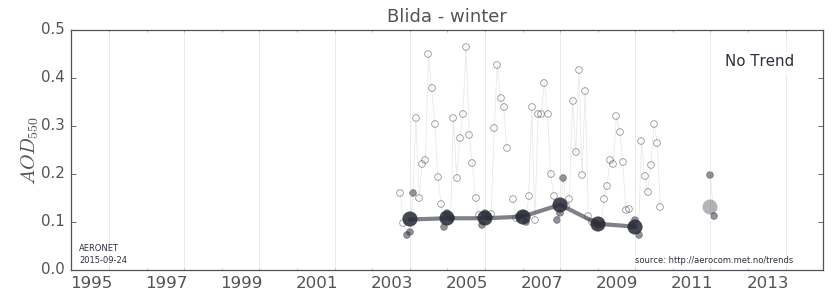 Blida - winter
0.5
0.4
0.3
0.2
0.1
0.0
AOD550
No Trend
AERONET
2015-09-24
source: http://aerocom.met.no/trends
1995 1997 1999 2001 2003 2005 2007 2009 2011 2013